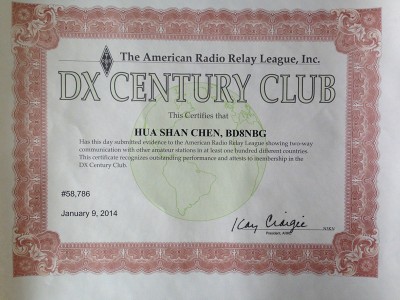 The American Radio Relay League, Inc.
DX CENTURY CLUB
This Certifies that
HUA SHAN CHEN, BD8NBG
Has this day submitted evidence to the American Radio Relay League showing two-way
communication with other amateur stations in at least one hundred different countries.
This certificate recognizes outstanding performance and attests to membership in the
DX Century Club.
#58,786
January 9, 2014
Kay Craigie
President, ARRL